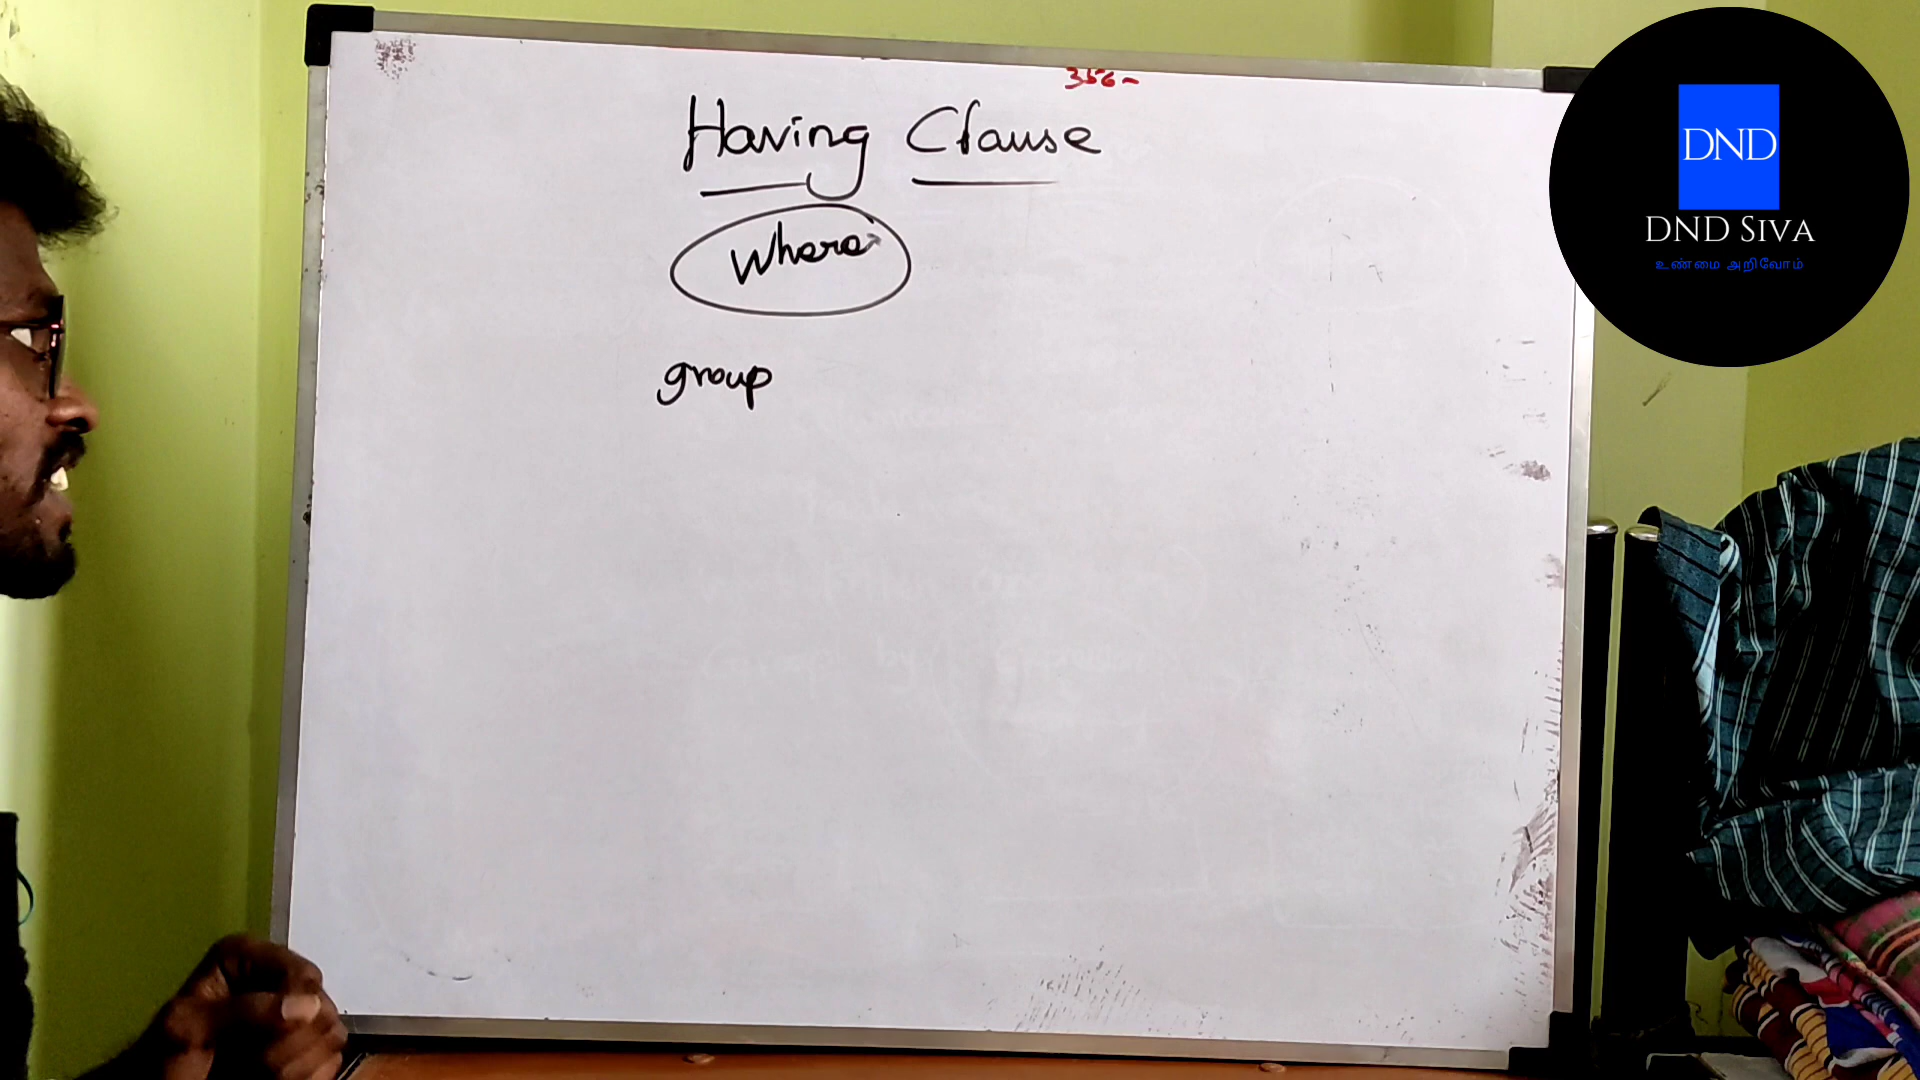 Having Clause
Where
group
DND
DND Siva
உண்மை அறிவோம்